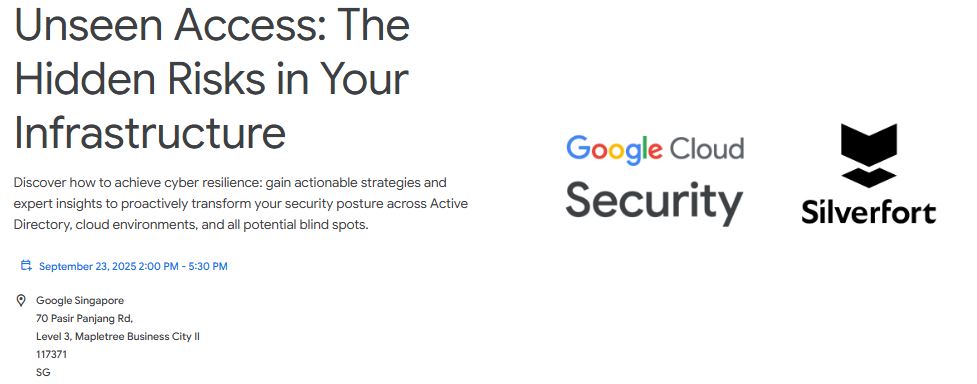 Unseen Access: The
Hidden Risks in Your
Infrastructure
Discover how to achieve cyber resilience: gain actionable strategies and
expert insights to proactively transform your security posture across Active
Directory, cloud environments, and all potential blind spots.
September 23, 2025 2:00 PM - 5:30 PM
Google Singapore
70 Pasir Panjang Rd,
Level 3, Mapletree Business City II
117371
SG
Google Cloud
Security
Silverfort